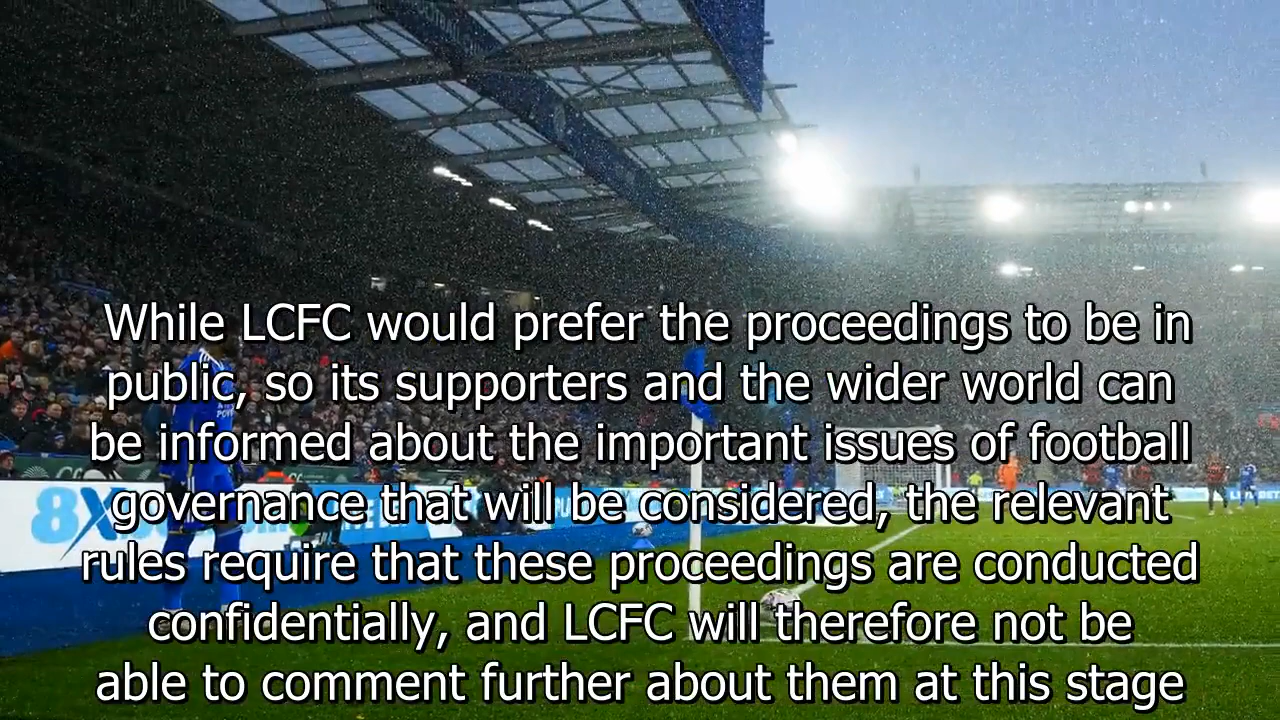 While LCFC would prefer the proceedings to be in
public, so its supporters and the wider world can
be informed about the important issues of football
governance that will be considered, the relevant
rules require that these proceedings are conducted
confidentially, and LCFC will therefore not be
able to comment further about them at this stage
8X